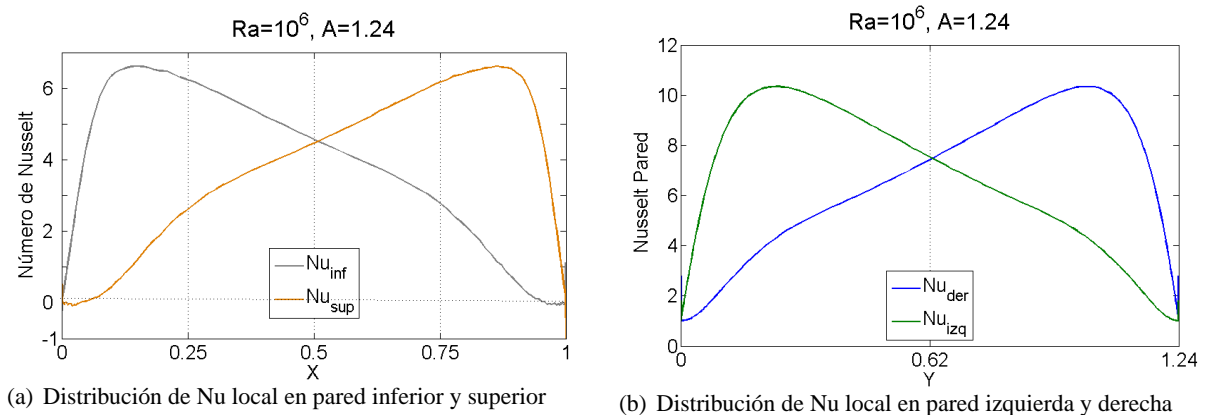 Ra=10^6, A=1.24
Número de Nusselt
6
4
2
0
-1
0
0.25
0.5
0.75
1
X
Nu_inf
Nu_sup
(a) Distribución de Nu local en pared inferior y superior
Ra=10^6, A=1.24
Nusselt Pared
12
10
8
6
4
2
0
0
0.62
1.24
Y
Nu_der
Nu_izq
(b) Distribución de Nu local en pared izquierda y derecha